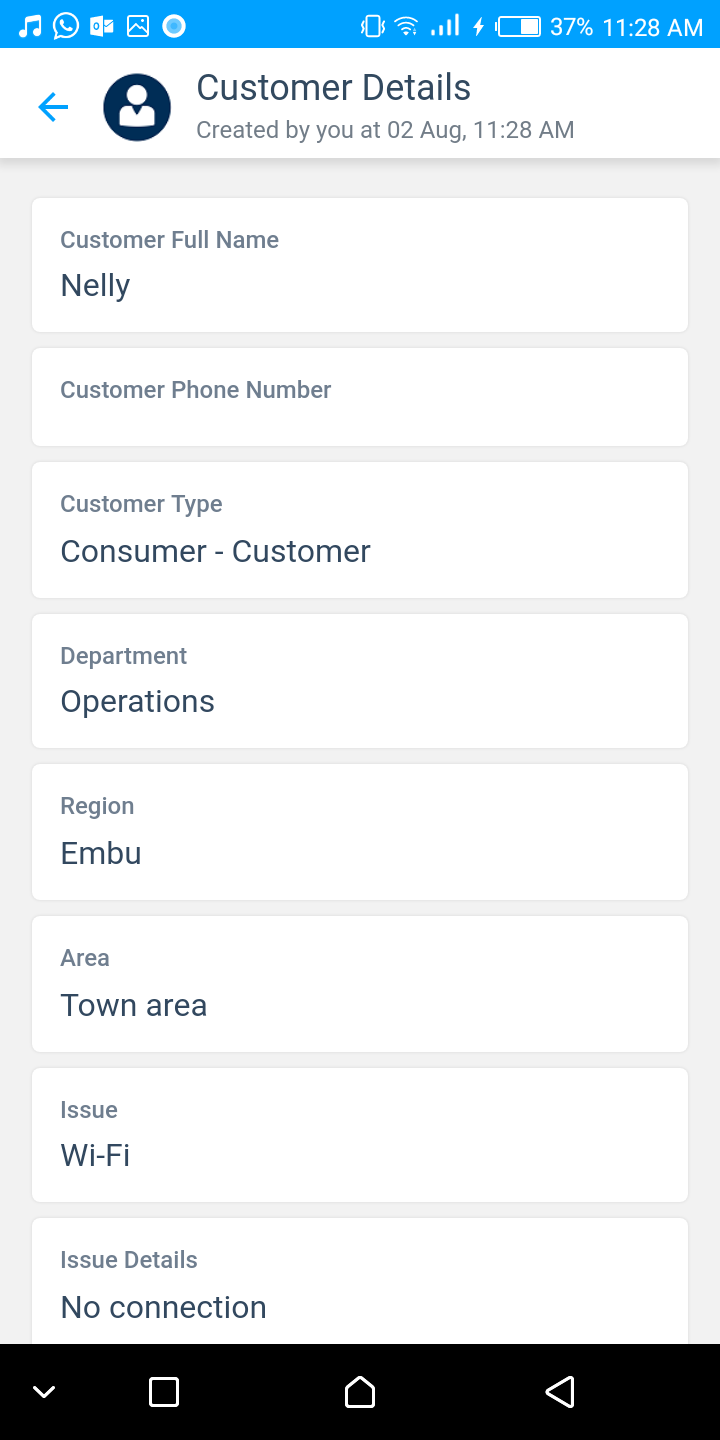 37% 11:28 AM
Customer Details
Created by you at 02 Aug, 11:28 AM
Customer Full Name
Nelly
Customer Phone Number
Customer Type
Consumer - Customer
Department
Operations
Region
Embu
Area
Town area
Issue
Wi-Fi
Issue Details
No connection